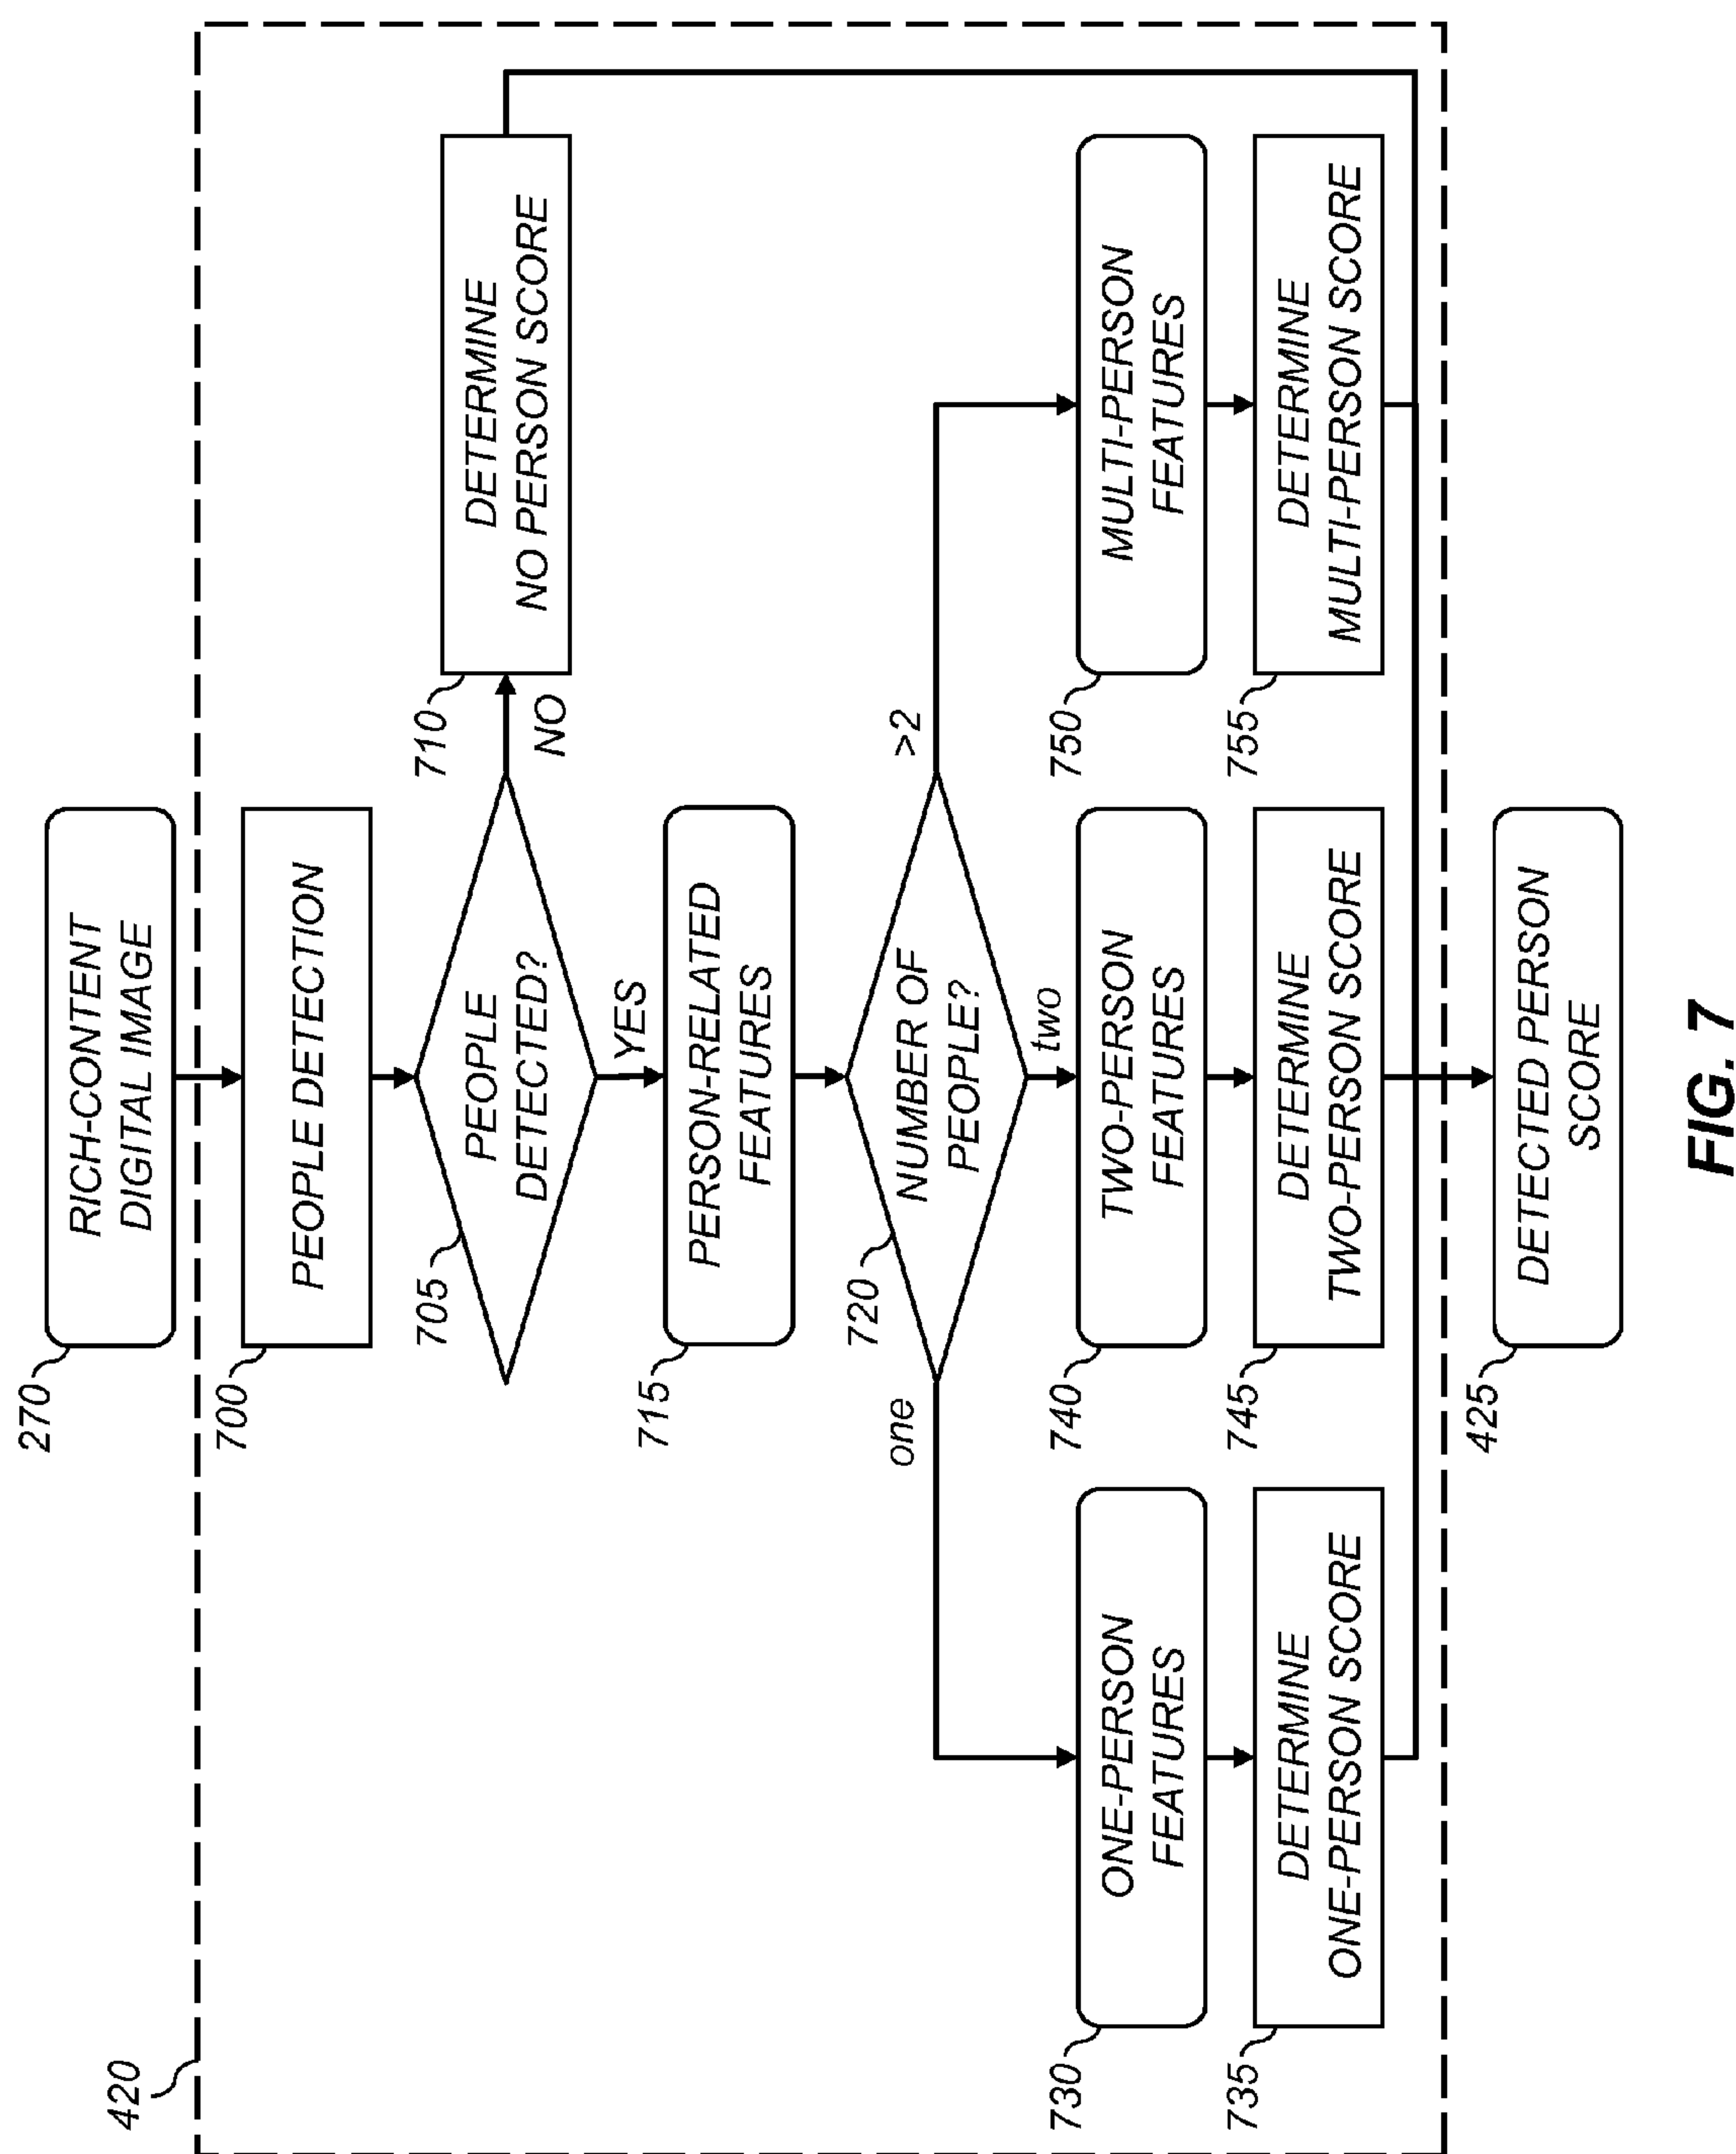 420
270
RICH-CONTENT
DIGITAL IMAGE
700
PEOPLE DETECTION
705
PEOPLE
DETECTED?
NO
710
DETERMINE
NO PERSON SCORE
YES
715
PERSON-RELATED
FEATURES
720
NUMBER OF
PEOPLE?
one
two
>2
730
ONE-PERSON
FEATURES
740
TWO-PERSON
FEATURES
750
MULTI-PERSON
FEATURES
735
DETERMINE
ONE-PERSON SCORE
745
DETERMINE
TWO-PERSON SCORE
755
DETERMINE
MULTI-PERSON SCORE
425
DETECTED PERSON
SCORE
FIG. 7